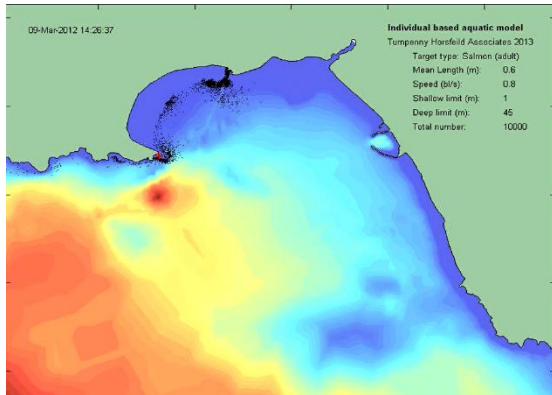 09-Mar-2012 14:26:37
Individual based aquatic model
Turnpenny Horsfeild Associates 2013
Target type: Salmon (adult)
Mean Length (m): 0.6
Speed (bl/s): 0.8
Shallow limit (m): 1
Deep limit (m): 45
Total number: 10000